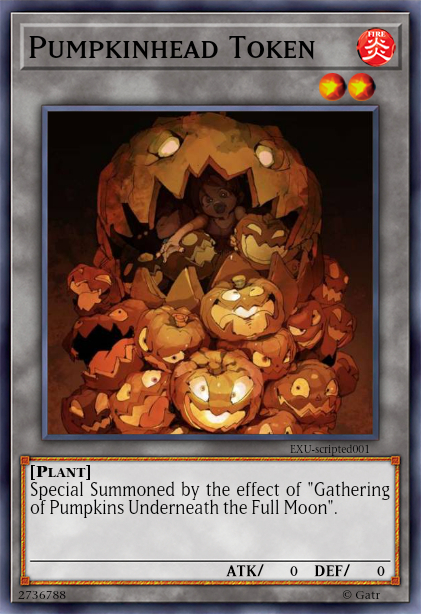 Pumpkinhead Token
FIRE
炎
EXU-scripted001
[Plant]
Special Summoned by the effect of "Gathering
of Pumpkins Underneath the Full Moon".
ATK/ 0 DEF/ 0
2736788 © Gatr